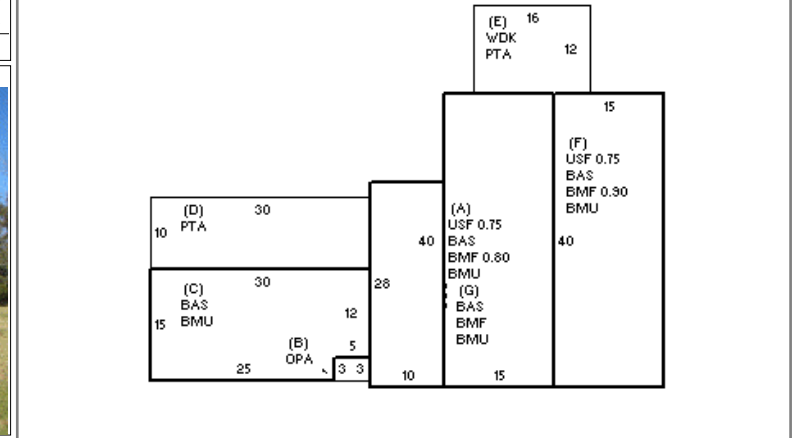 (E)
16
WDK
PTA
12
15
(F)
USF 0.75
BAS
BMF 0.90
BMU
40
(A)
USF 0.75
40
BAS
BMF 0.80
BMU
(G)
BAS
BMF
BMU
15
(D)
30
PTA
10
28
10
(C)
30
BAS
BMU
15
12
(B)
5
OPA
25
3 3